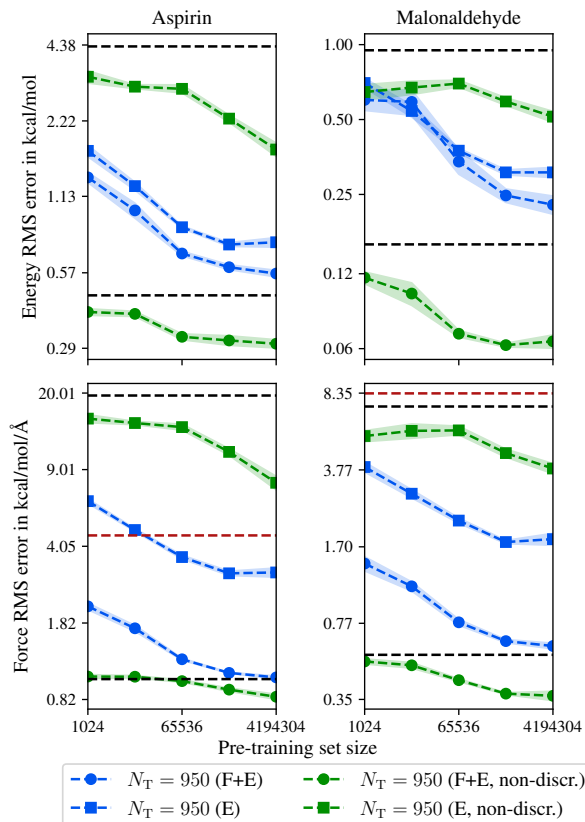 Aspirin
Malonaldehyde
Energy RMS error in kcal/mol
4.38
2.22
1.13
0.57
0.29
1.00
0.50
0.25
0.12
0.06
Force RMS error in kcal/mol/Å
20.01
9.01
4.05
1.82
0.82
8.35
3.77
1.70
0.77
0.35
1024 65536 4194304
1024 65536 4194304
Pre-training set size
N_T = 950 (F+E)
N_T = 950 (E)
N_T = 950 (F+E, non-discr.)
N_T = 950 (E, non-discr.)